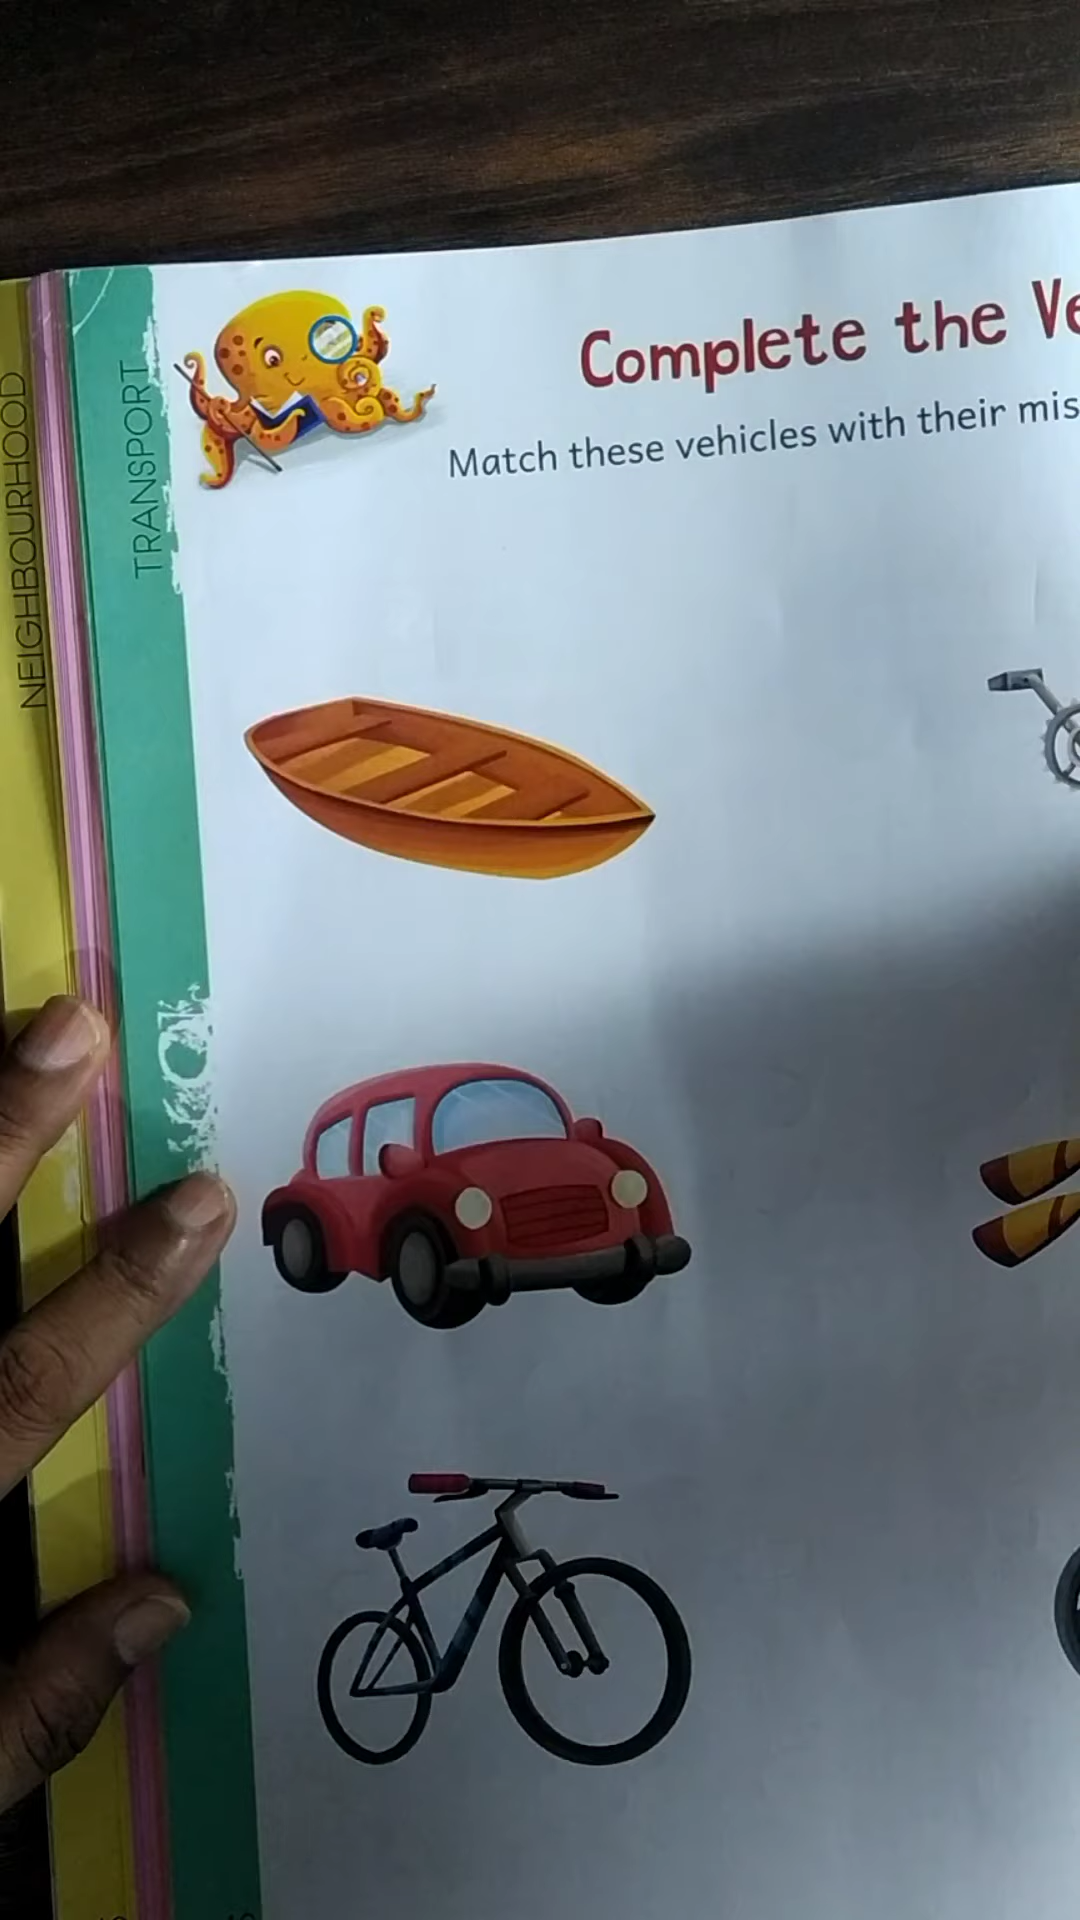 NEIGHBOURHOOD
TRANSPORT
Complete the
Match these vehicles with their